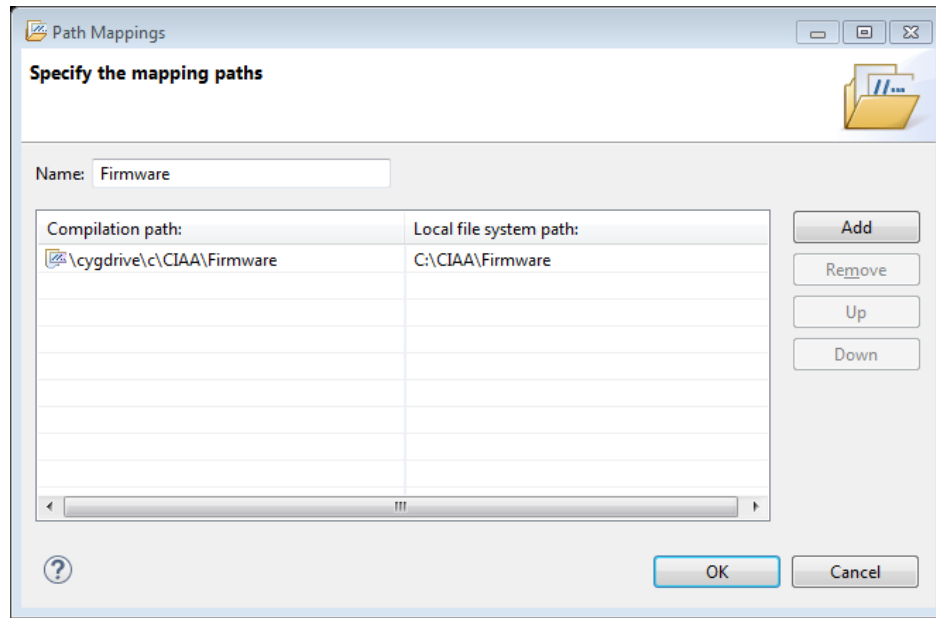 Path Mappings
Specify the mapping paths
Name: Firmware
Compilation path: Local file system path:
\cygdrive\c\CIAA\Firmware C:\CIAA\Firmware
Add
Remove
Up
Down
OK Cancel